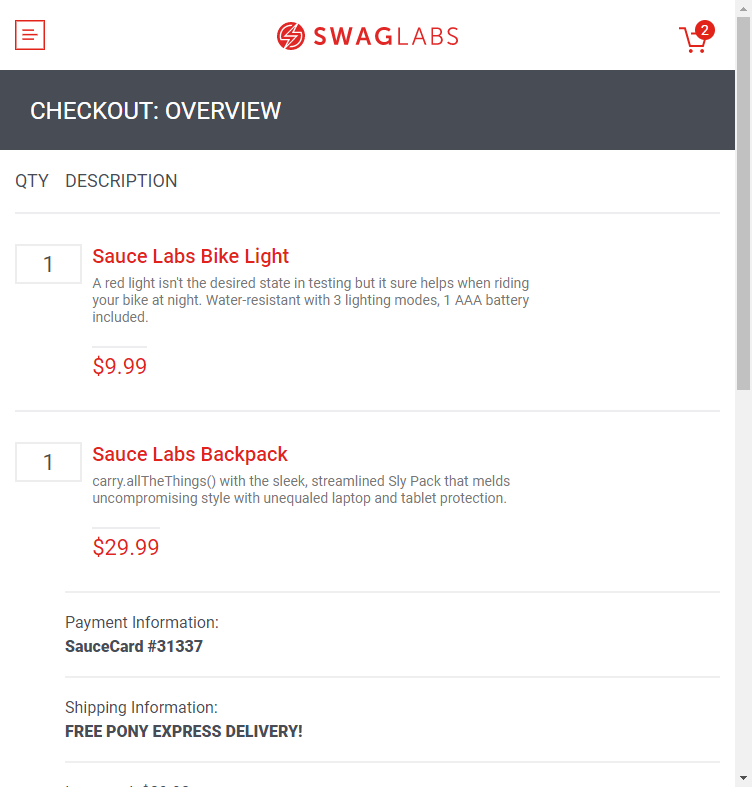 SWAGLABS
2
CHECKOUT: OVERVIEW
QTY DESCRIPTION
1
Sauce Labs Bike Light
A red light isn't the desired state in testing but it sure helps when riding
your bike at night. Water-resistant with 3 lighting modes, 1 AAA battery
included.
$9.99
1
Sauce Labs Backpack
carry.allTheThings() with the sleek, streamlined Sly Pack that melds
uncompromising style with unequaled laptop and tablet protection.
$29.99
Payment Information:
SauceCard #31337
Shipping Information:
FREE PONY EXPRESS DELIVERY!